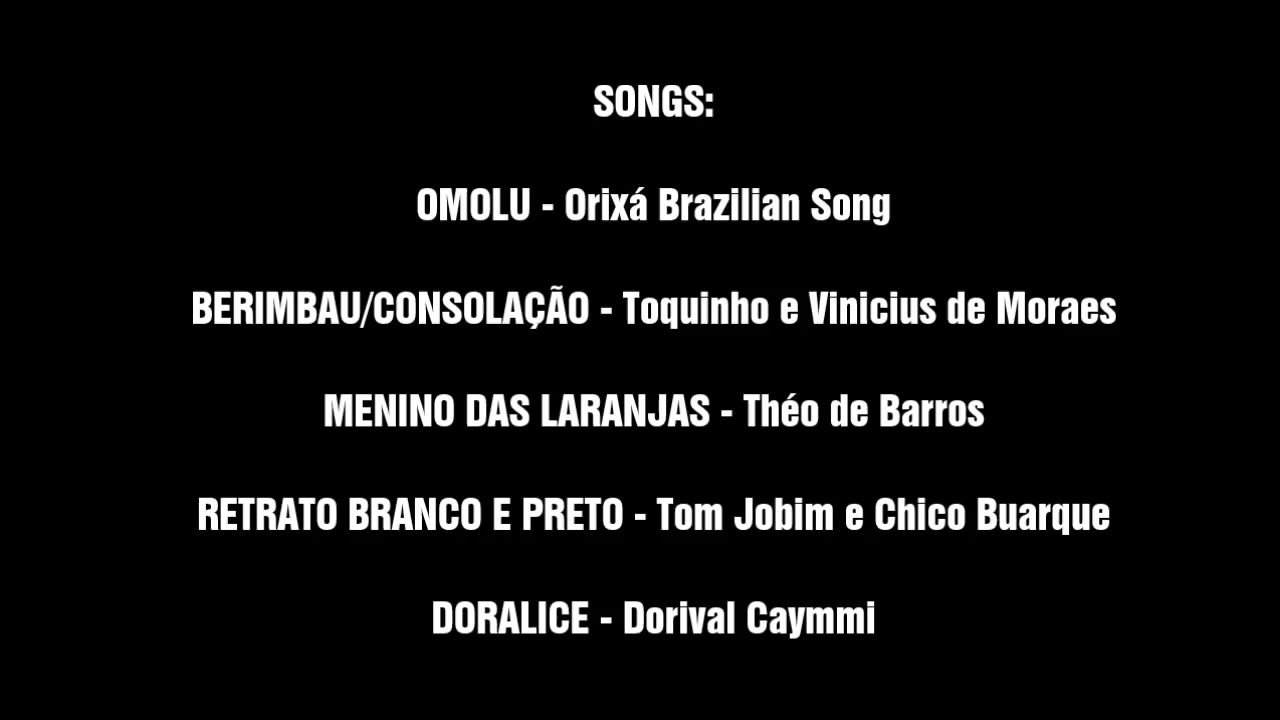 SONGS:
OMOLU - Orixá Brazilian Song
BERIMBAU/CONSOLAÇÃO - Toquinho e Vinicius de Moraes
MENINO DAS LARANJAS - Théo de Barros
RETRATO BRANCO E PRETO - Tom Jobim e Chico Buarque
DORALICE - Dorival Caymmi